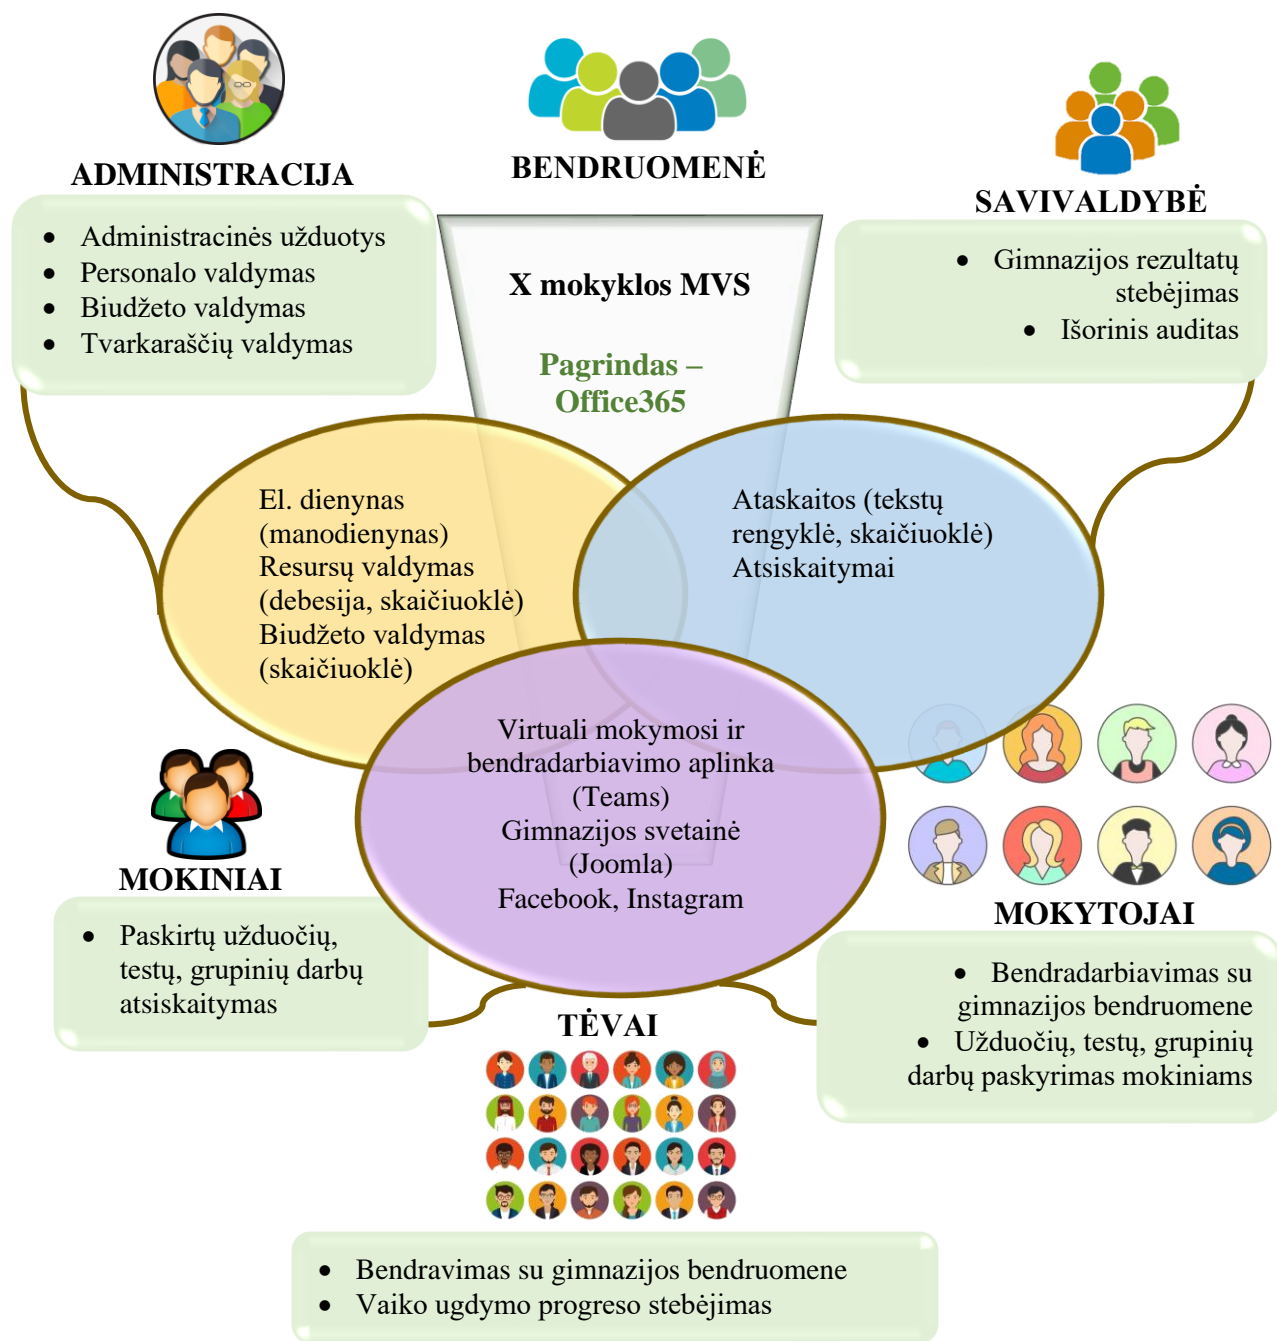 ADMINISTRACIJA
• Administracinės užduotys
• Personalo valdymas
• Biudžeto valdymas
• Tvarkaraščių valdymas
BENDRUOMENĖ
SAVIVALDYBĖ
• Gimnazijos rezultatų
stebėjimas
• Išorinis auditas
X mokyklos MVS
Pagrindas –
Office365
El. dienynas
(manodienynas)
Resursų valdymas
(debesija, skaičiuoklė)
Biudžeto valdymas
(skaičiuoklė)
Ataskaitos (tekstų
rengyklė, skaičiuoklė)
Atsiskaitymai
Virtuali mokymosi ir
bendradarbiavimo aplinka
(Teams)
Gimnazijos svetainė
(Joomla)
Facebook, Instagram
MOKINIAI
• Paskirtų užduočių,
testų, grupinių darbų
atsiskaitymas
MOKYTOJAI
• Bendradarbiavimas su
gimnazijos bendruomene
• Užduočių, testų, grupinių
darbų paskyrimas mokiniams
TĖVAI
• Bendravimas su gimnazijos bendruomene
• Vaiko ugdymo progreso stebėjimas